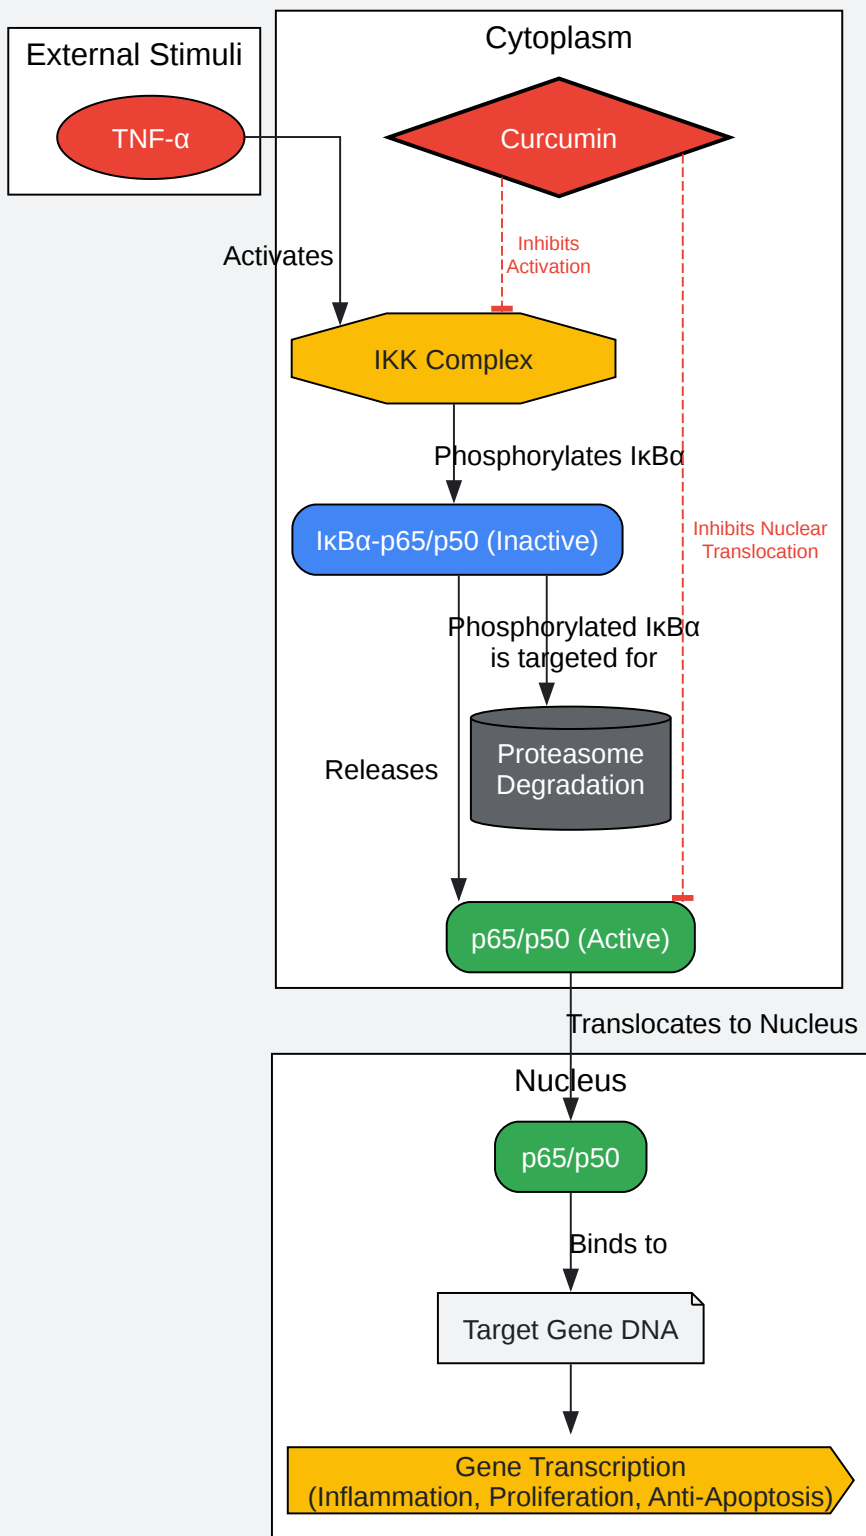 External Stimuli
TNF-α
Cytoplasm
Curcumin
Activates
Inhibits
Activation
IKK Complex
Phosphorylates IκBα
IκBα-p65/p50 (Inactive)
Inhibits Nuclear
Translocation
Phosphorylated IκBα
is targeted for
Proteasome
Degradation
Releases
p65/p50 (Active)
Translocates to Nucleus
Nucleus
p65/p50
Binds to
Target Gene DNA
Gene Transcription
(Inflammation, Proliferation, Anti-Apoptosis)